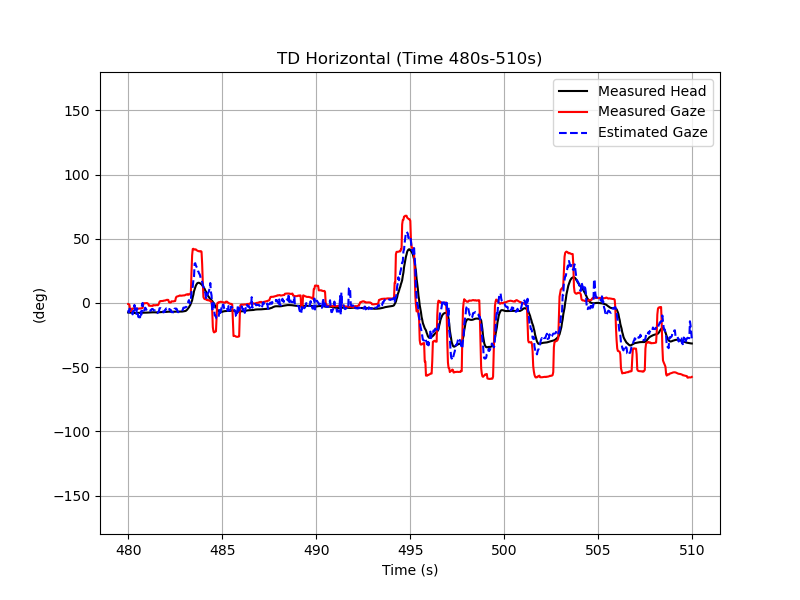 TD Horizontal (Time 480s-510s)
Measured Head
Measured Gaze
Estimated Gaze
150
100
50
0
−50
−100
−150
(deg)
480 485 490 495 500 505 510
Time (s)